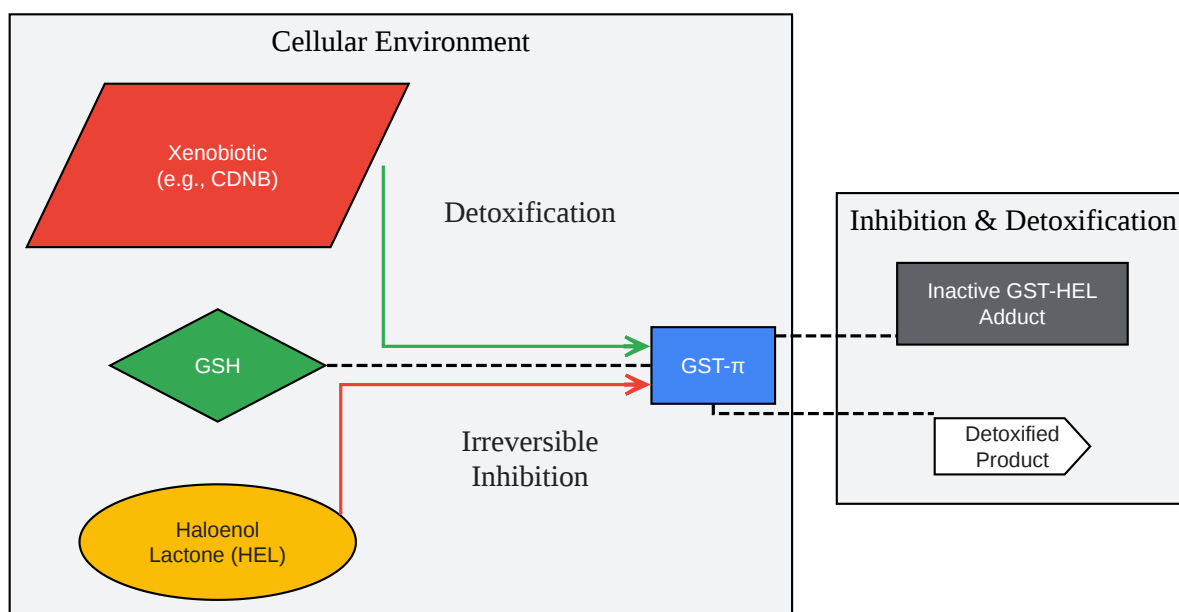 Cellular Environment
Xenobiotic
(e.g., CDNB)
Detoxification
Inhibition & Detoxification
Inactive GST-HEL
Adduct
GSH
GST-π
Irreversible
Inhibition
Detoxified
Product
Haloenol
Lactone (HEL)